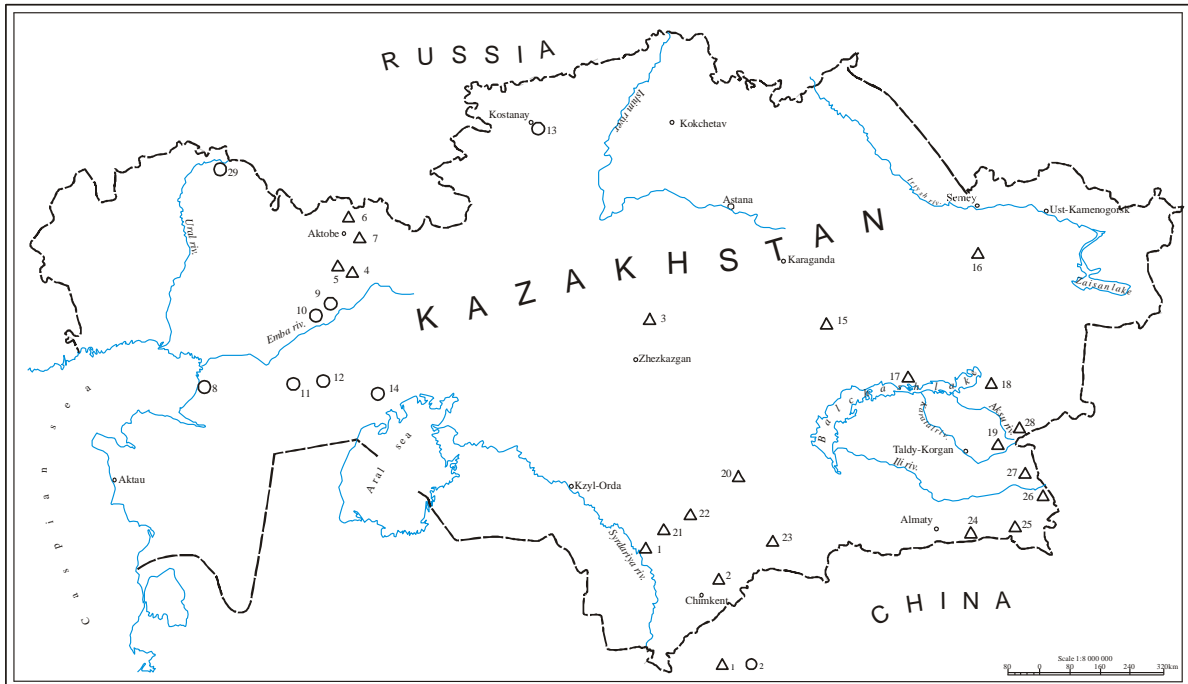 RUSSIA
Kostanay
13
Ishim river
Kokchetav
29
Ural riv.
6
Aktobe
7
5
4
Astana
Irtysh riv.
Semey
Ust-Kamenogorsk
KAZAKHSTAN
Karaganda
16
Zaisan lake
9
10
Emba riv.
3
15
Zhezkazgan
8
11
12
14
17
Balchash lake
18
Karatal riv.
Aksu riv.
28
19
Taldy-Korgan
Caspian sea
Aral sea
Aktau
Kzyl-Orda
20
Ili riv.
27
26
22
21
Almaty
24
25
1
Syrdariya riv.
23
2
Chimkent
CHINA
1
2
Scale 1:8 000 000
80 0 80 160 240 320km